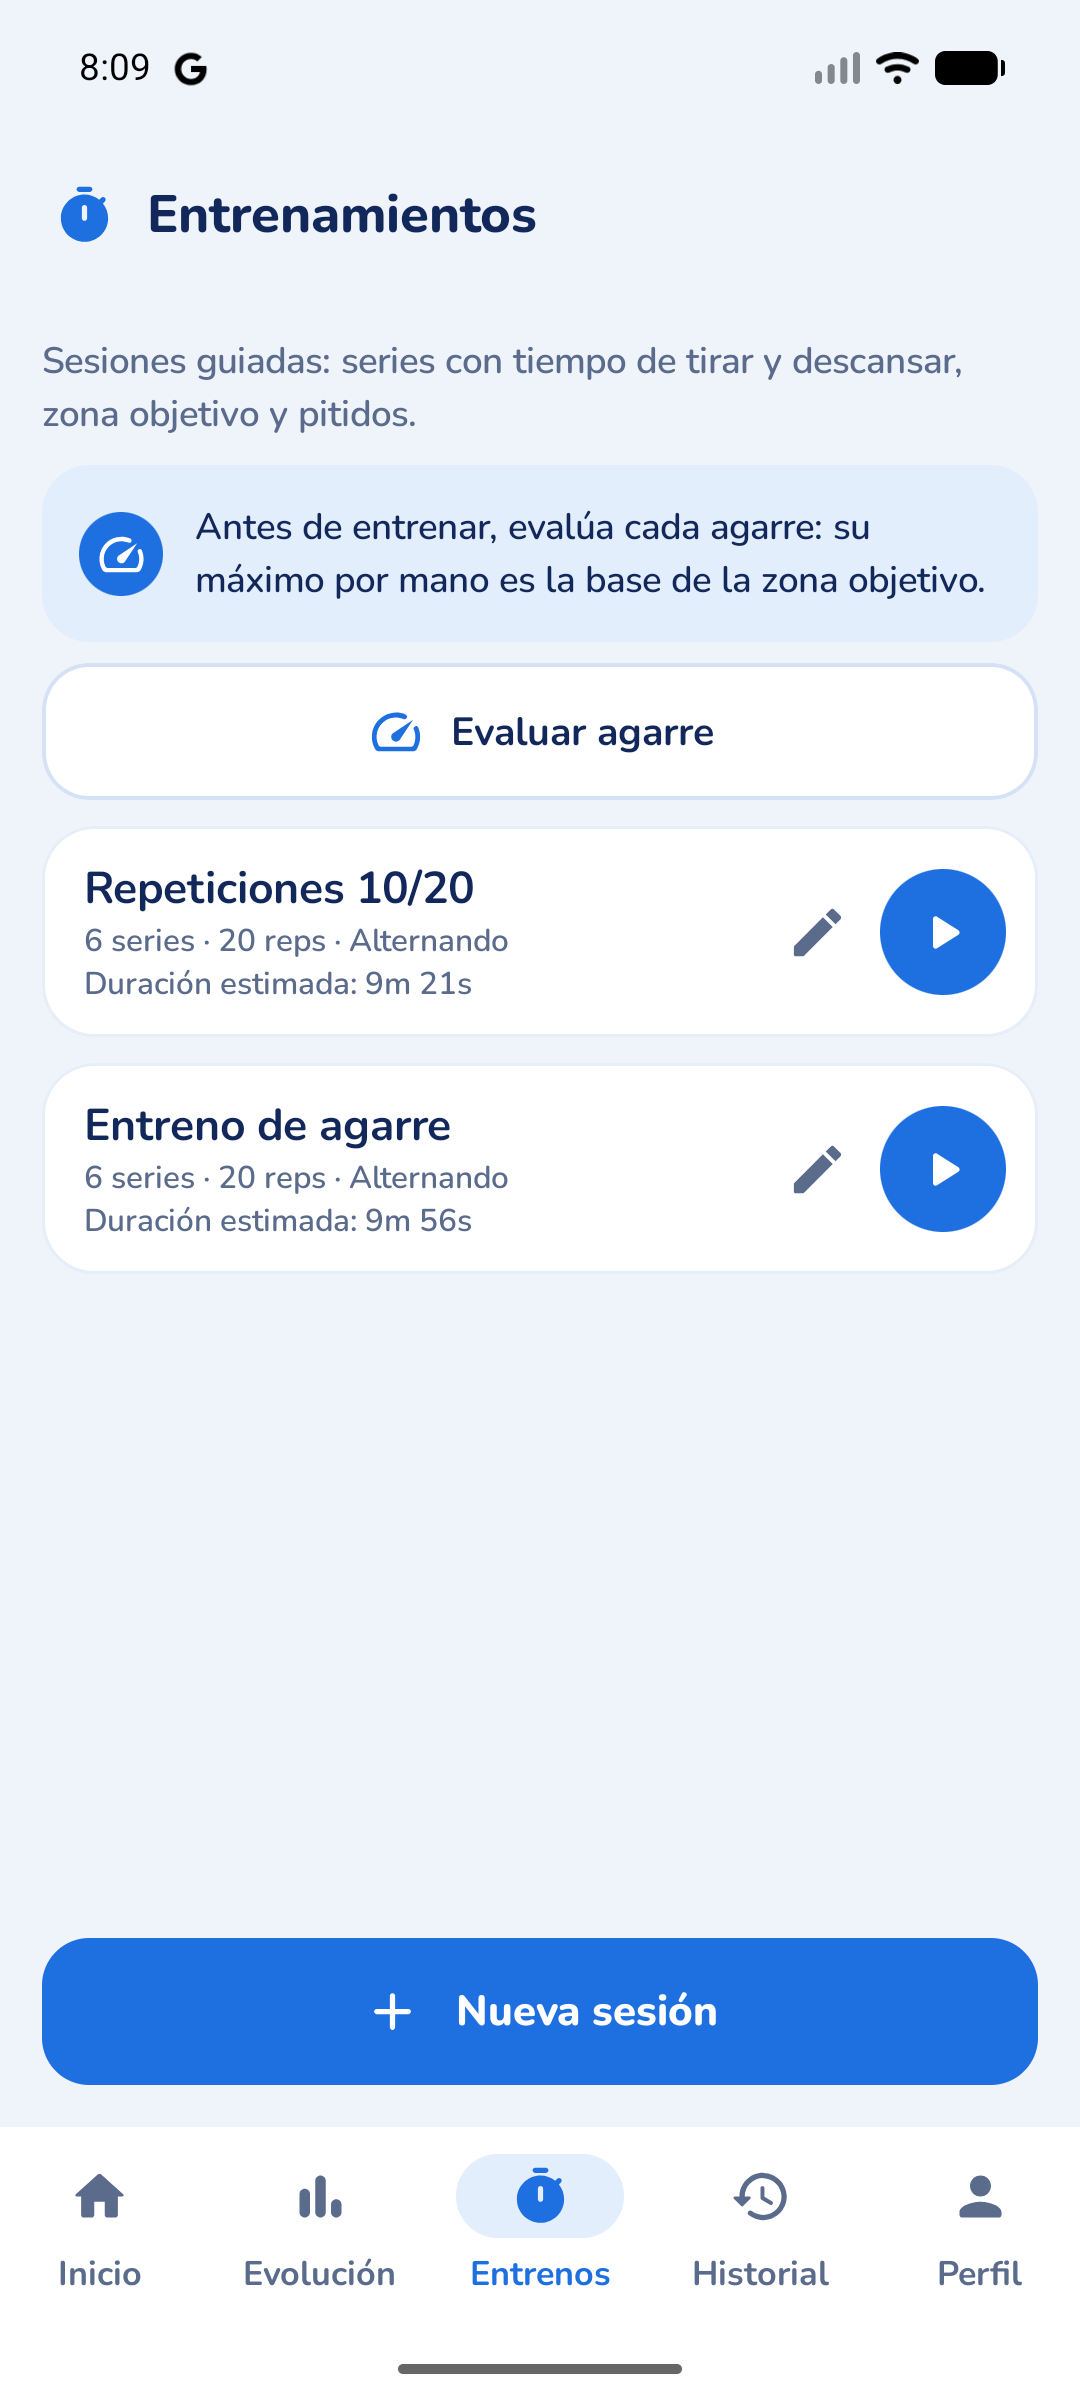 8:09
Entrenamientos
Sesiones guiadas: series con tiempo de tirar y descansar,
zona objetivo y pitidos.
Antes de entrenar, evalúa cada agarre: su
máximo por mano es la base de la zona objetivo.
Evaluar agarre
Repeticiones 10/20
6 series · 20 reps · Alternando
Duración estimada: 9m 21s
Entreno de agarre
6 series · 20 reps · Alternando
Duración estimada: 9m 56s
Nueva sesión
Inicio
Evolución
Entrenos
Historial
Perfil